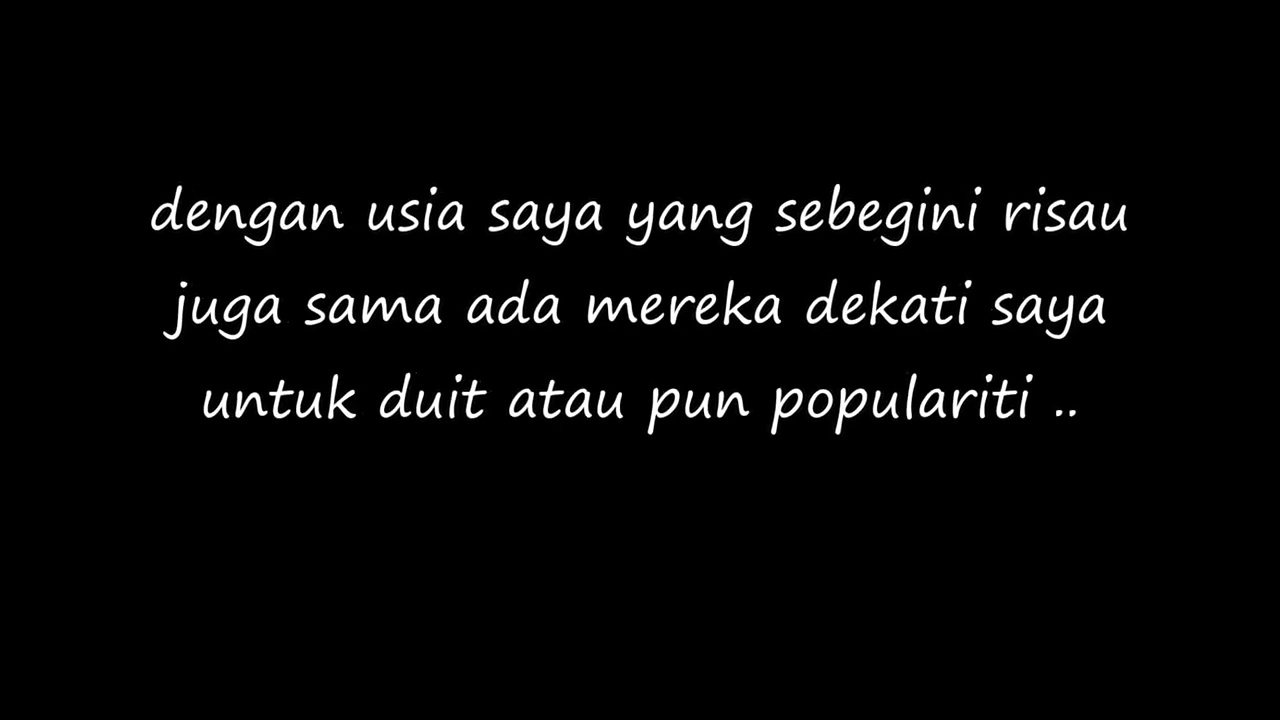 dengan usia saya yang sebegini risau
juga sama ada mereka dekati saya
untuk duit atau pun populariti ..